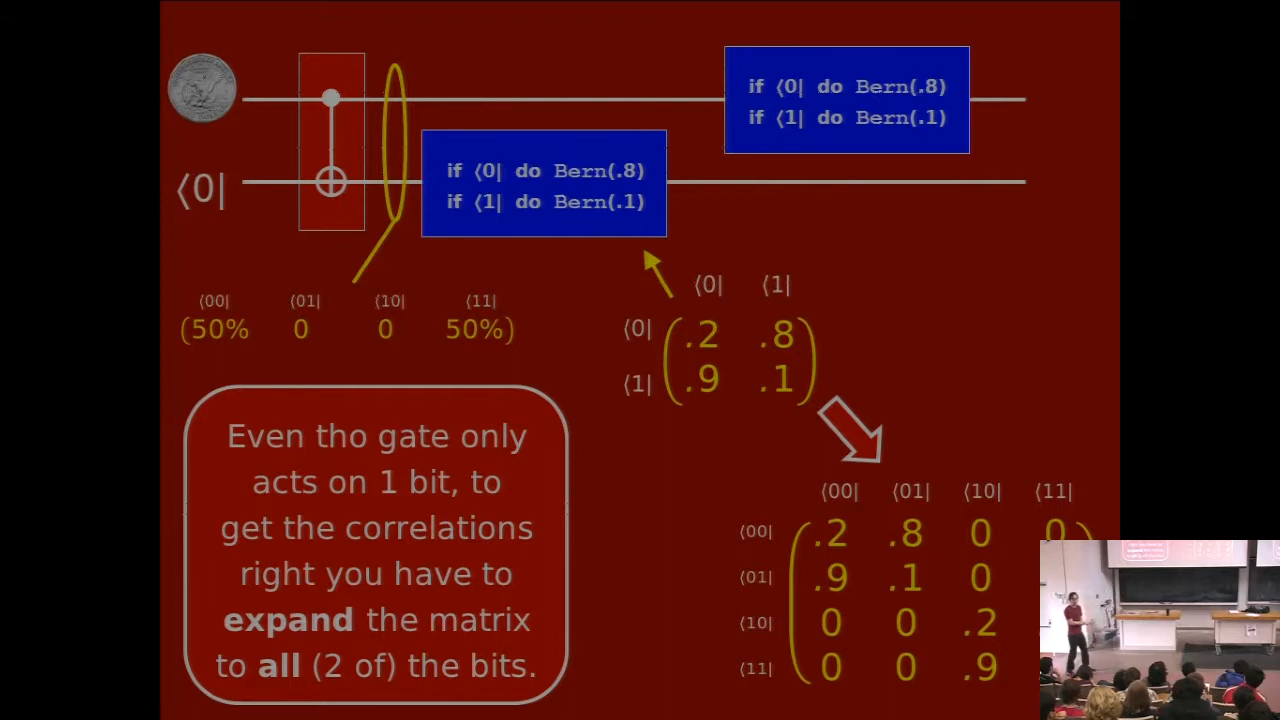 if ⟨0| do Bern(.8)
if ⟨1| do Bern(.1)
⟨0|
if ⟨0| do Bern(.8)
if ⟨1| do Bern(.1)
⟨00| ⟨01| ⟨10| ⟨11|
(50% 0 0 50%)
⟨0| ⟨1|
⟨0| .2 .8
⟨1| .9 .1
Even tho gate only
acts on 1 bit, to
get the correlations
right you have to
expand the matrix
to all (2 of) the bits.
⟨00| ⟨01| ⟨10| ⟨11|
⟨00| .2 .8 0 0
⟨01| .9 .1 0
⟨10| 0 0 .2
⟨11| 0 0 .9